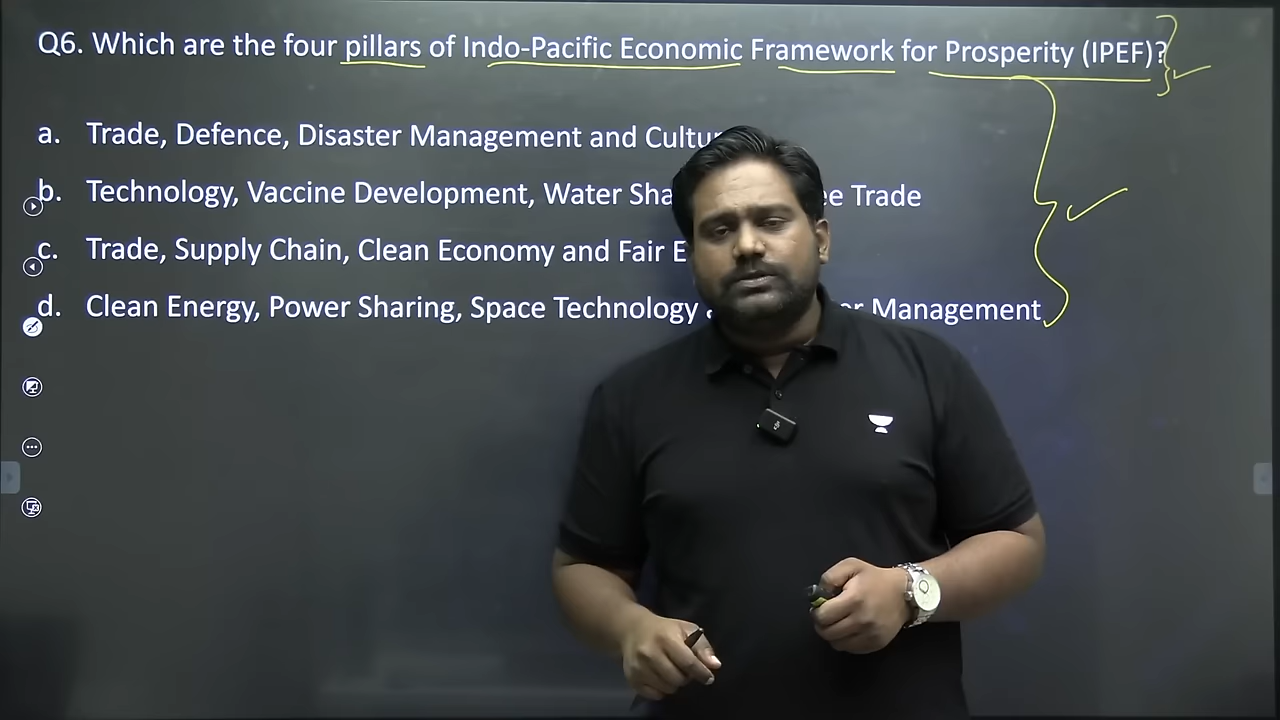 Q6. Which are the four pillars of Indo-Pacific Economic Framework for Prosperity (IPEF)?
a. Trade, Defence, Disaster Management and
b. Technology, Vaccine Development, Water Trade
c. Trade, Supply Chain, Clean Economy and Fair
d. Clean Energy, Power Sharing, Space Technology Management